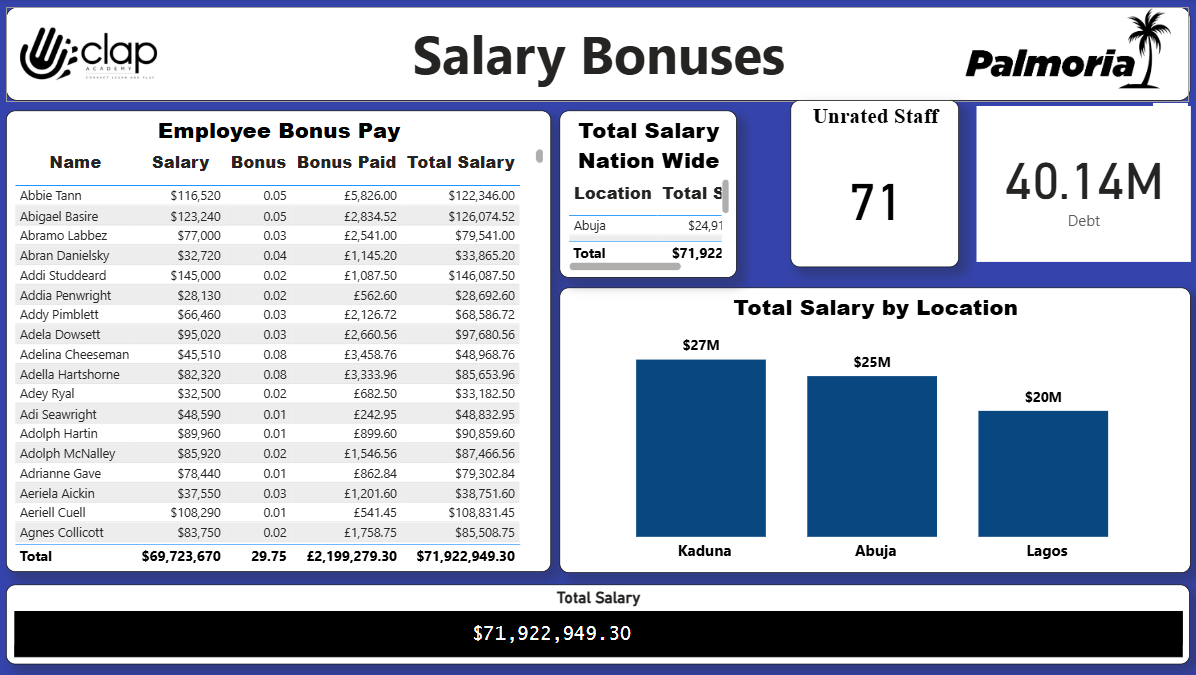 clap
ACADEMY
CONNECT LEARN AND PLAY
Salary Bonuses
Palmoria
Employee Bonus Pay
Name Salary Bonus Bonus Paid Total Salary
Abbie Tann $116,520 0.05 £5,826.00 $122,346.00
Abigael Basire $123,240 0.05 £2,834.52 $126,074.52
Abramo Labbez $77,000 0.03 £2,541.00 $79,541.00
Abran Danielsky $32,720 0.04 £1,145.20 $33,865.20
Addi Studdeard $145,000 0.02 £1,087.50 $146,087.50
Addia Penwright $28,130 0.02 £562.60 $28,692.60
Addy Pimblett $66,460 0.03 £2,126.72 $68,586.72
Adela Dowsett $95,020 0.03 £2,660.56 $97,680.56
Adelina Cheeseman $45,510 0.08 £3,458.76 $48,968.76
Adella Hartshorne $82,320 0.08 £3,333.96 $85,653.96
Adey Ryal $32,500 0.02 £682.50 $33,182.50
Adi Seawright $48,590 0.01 £242.95 $48,832.95
Adolph Hartin $89,960 0.01 £899.60 $90,859.60
Adolph McNalley $85,920 0.02 £1,546.56 $87,466.56
Adrianne Gave $78,440 0.01 £862.84 $79,302.84
Aeriela Aickin $37,550 0.03 £1,201.60 $38,751.60
Aeriell Cuell $108,290 0.01 £541.45 $108,831.45
Agnes Collicott $83,750 0.02 £1,758.75 $85,508.75
Total $69,723,670 29.75 £2,199,279.30 $71,922,949.30
Total Salary
Nation Wide
Location Total S
Abuja $24,91
Total $71,922
Unrated Staff
71
40.14M
Debt
Total Salary by Location
$27M
$25M
$20M
Kaduna Abuja Lagos
Total Salary
$71,922,949.30